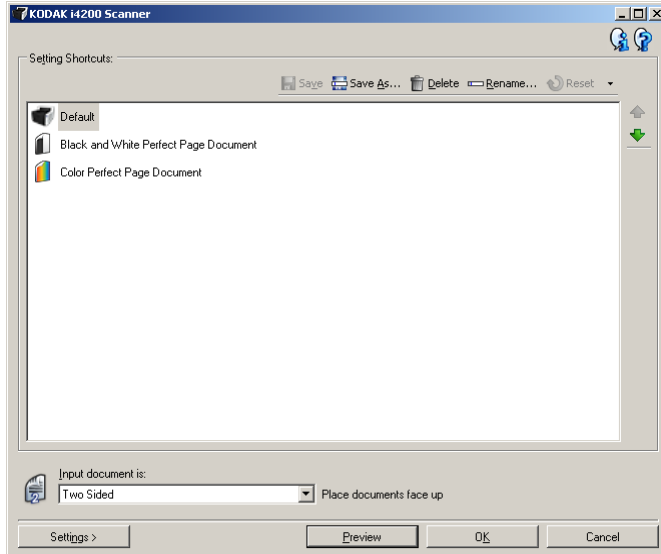 KODAK i4200 Scanner
Setting Shortcuts:
Save Save As... Delete Rename... Reset
Default
Black and White Perfect Page Document
Color Perfect Page Document
Input document is:
2 Two Sided Place documents face up
Settings > Preview OK Cancel